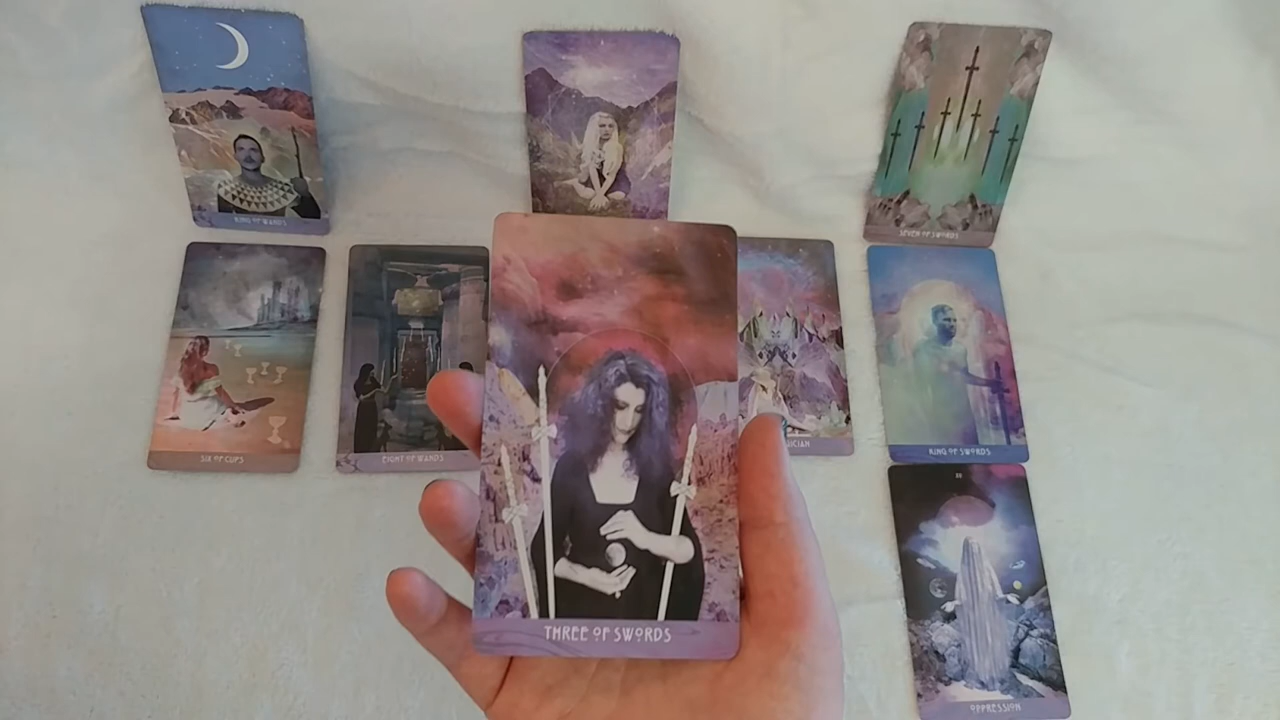 KING OF WANDS
SEVEN OF SWORDS
SIX OF CUPS
EIGHT OF WANDS
ICIAN
KING OF SWORDS
THREE OF SWORDS
OPPRESSION